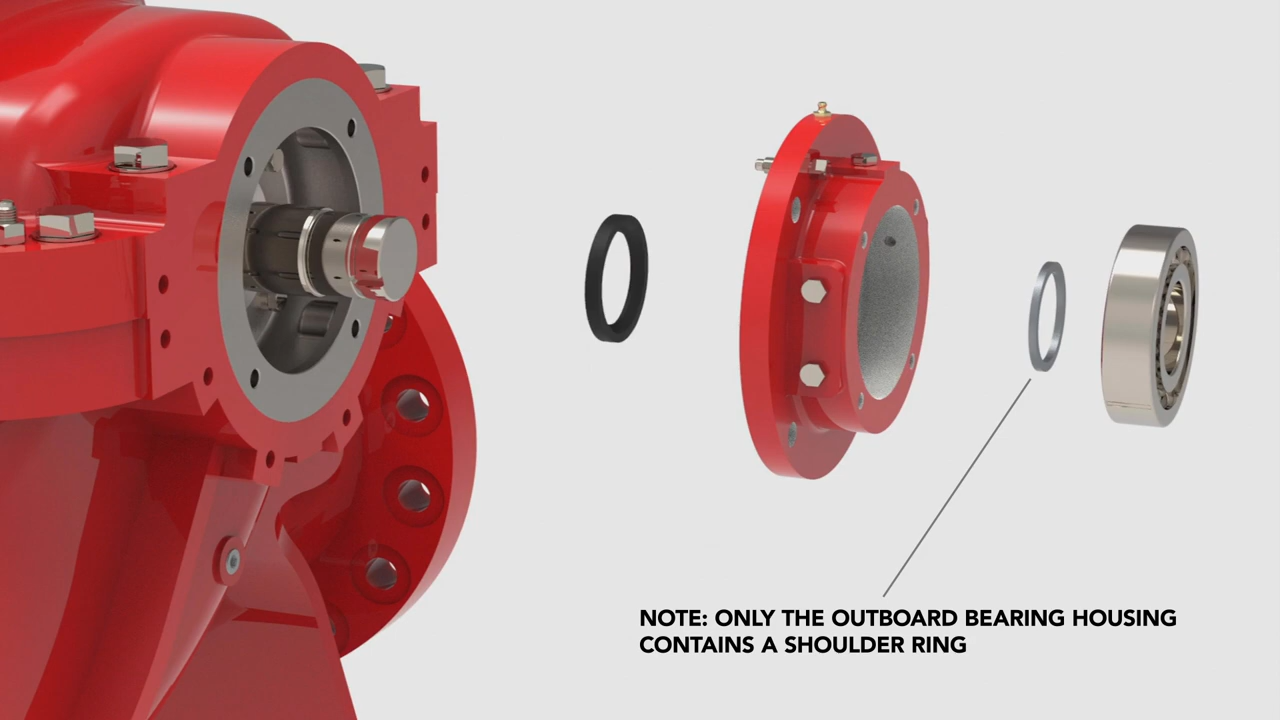 NOTE: ONLY THE OUTBOARD BEARING HOUSING
CONTAINS A SHOULDER RING